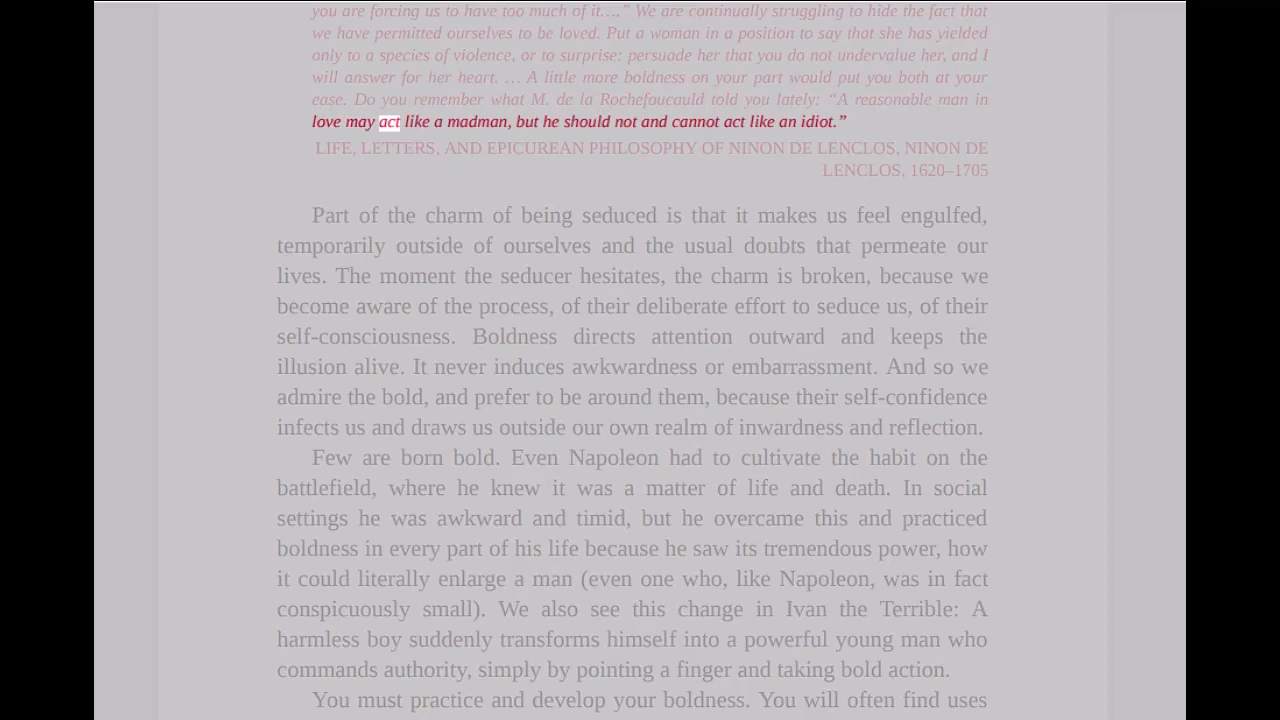 you are forcing us to have too much of it....” We are continually struggling to hide the fact that
we have permitted ourselves to be loved. Put a woman in a position to say that she has yielded
only to a species of violence, or to surprise: persuade her that you do not undervalue her, and I
will answer for her heart. … A little more boldness on your part would put you both at your
ease. Do you remember what M. de la Rochefoucauld told you lately: “A reasonable man in
love may act like a madman, but he should not and cannot act like an idiot.”
LIFE, LETTERS, AND EPICUREAN PHILOSOPHY OF NINON DE LENCLOS, NINON DE
LENCLOS, 1620–1705
Part of the charm of being seduced is that it makes us feel engulfed,
temporarily outside of ourselves and the usual doubts that permeate our
lives. The moment the seducer hesitates, the charm is broken, because we
become aware of the process, of their deliberate effort to seduce us, of their
self-consciousness. Boldness directs attention outward and keeps the
illusion alive. It never induces awkwardness or embarrassment. And so we
admire the bold, and prefer to be around them, because their self-confidence
infects us and draws us outside our own realm of inwardness and reflection.
Few are born bold. Even Napoleon had to cultivate the habit on the
battlefield, where he knew it was a matter of life and death. In social
settings he was awkward and timid, but he overcame this and practiced
boldness in every part of his life because he saw its tremendous power, how
it could literally enlarge a man (even one who, like Napoleon, was in fact
conspicuously small). We also see this change in Ivan the Terrible: A
harmless boy suddenly transforms himself into a powerful young man who
commands authority, simply by pointing a finger and taking bold action.
You must practice and develop your boldness. You will often find uses